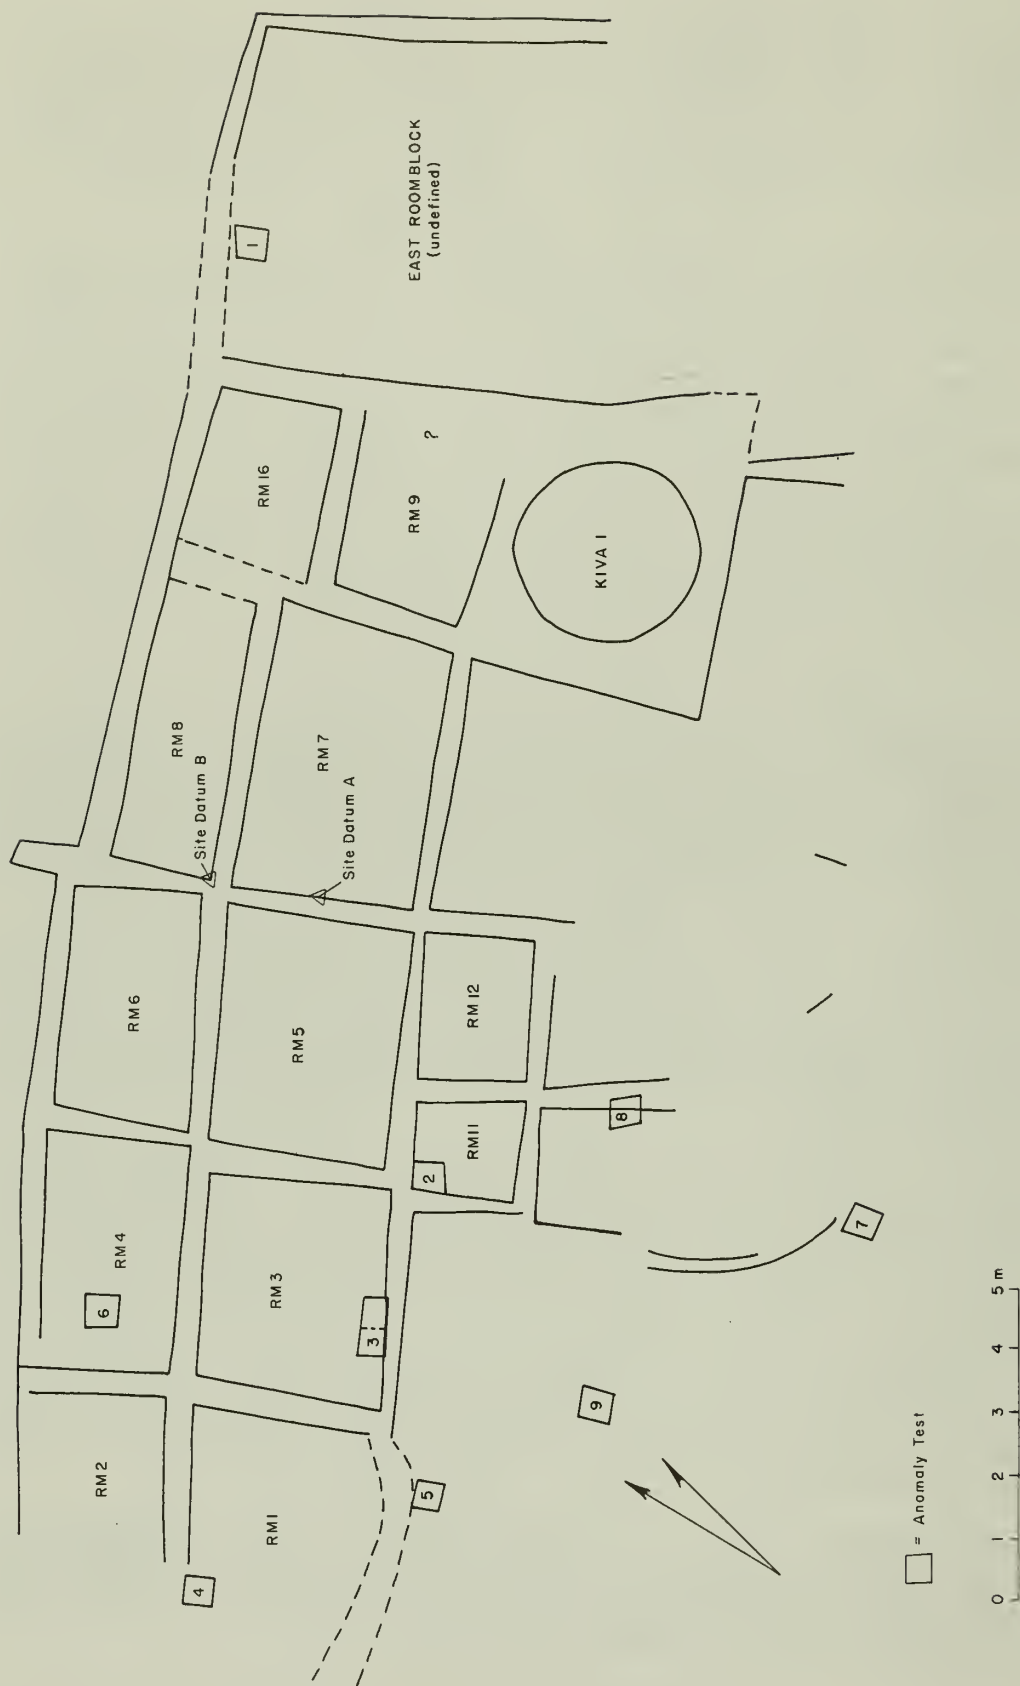 RM2
RM4
6
RM6
RM8
Site Datum B
4
1
RM1
RM3
RM5
RM7
Site Datum A
RM16
3
2
RM11
RM12
RM9
?
EAST ROOMBLOCK
(undefined)
5
9
8
KIVA 1
7
= Anomaly Test
0 1 2 3 4 5 m